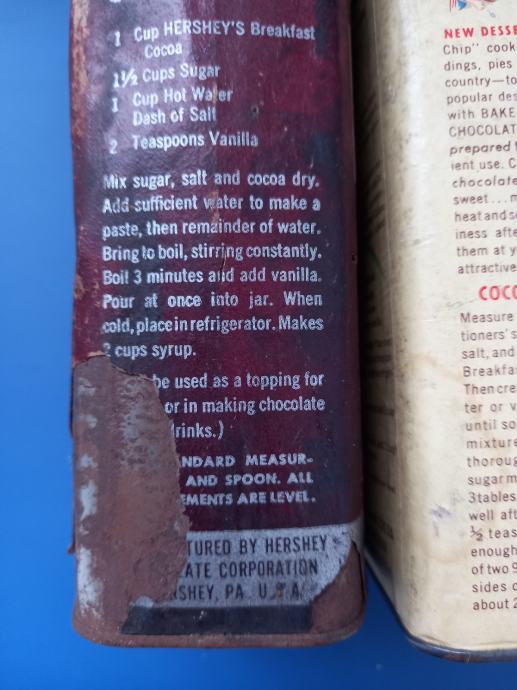 1 Cup HERSHEY'S Breakfast
Cocoa
1½ Cups Sugar
1 Cup Hot Water
Dash of Salt
2 Teaspoons Vanilla
Mix sugar, salt and cocoa dry.
Add sufficient water to make a
paste, then remainder of water.
Bring to boil, stirring constantly.
Boil 3 minutes and add vanilla.
Pour at once into jar. When
cold, place in refrigerator. Makes
cups syrup.
be used as a topping for
or in making chocolate
drinks.)
NDARD MEASUR-
AND SPOON. ALL
EMENTS ARE LEVEL.
TURED BY HERSHEY
LATE CORPORATION
SHEY, PA. U.S.A.
NEW DESSE
Chip" cook
dings, pies
country—to
popular des
with BAKE
CHOCOLAT
prepared
ient use. C
chocolate
sweet...m
heat and s
iness afte
them at y
attractive
COCO
Measure
tioners' s
salt, and
Breakfa
Then cre
ter or v
until so
mixture
thoroug
sugar m
3 tables
well aft
½ teas
enough
of two 9
sides o
about 2